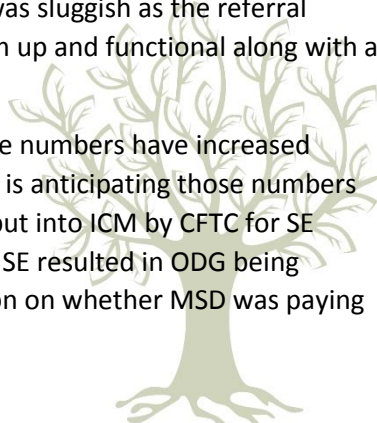 was sluggish as the referral
up and functional along with a
e numbers have increased
is anticipating those numbers
out into ICM by CFTC for SE
SE resulted in ODG being
on on whether MSD was paying